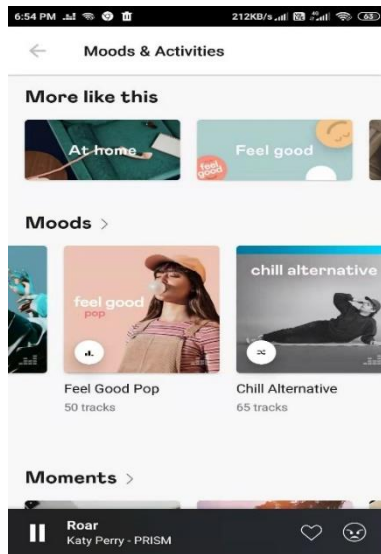 6:54 PM
212KB/s
4G
63
Moods & Activities
More like this
At home
Feel good
feel
good
Moods >
feel good
pop
chill alternative
Feel Good Pop
50 tracks
Chill Alternative
65 tracks
Moments >
Roar
Katy Perry - PRISM